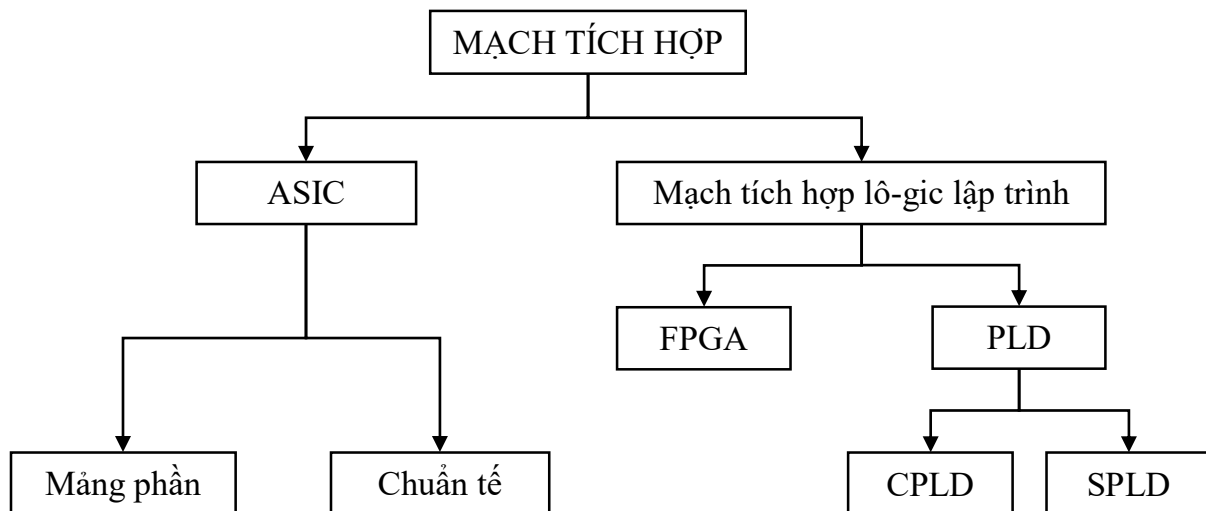 MẠCH TÍCH HỢP
ASIC
Mạch tích hợp lô-gic lập trình
FPGA
PLD
Mảng phần
Chuẩn tế
CPLD
SPLD